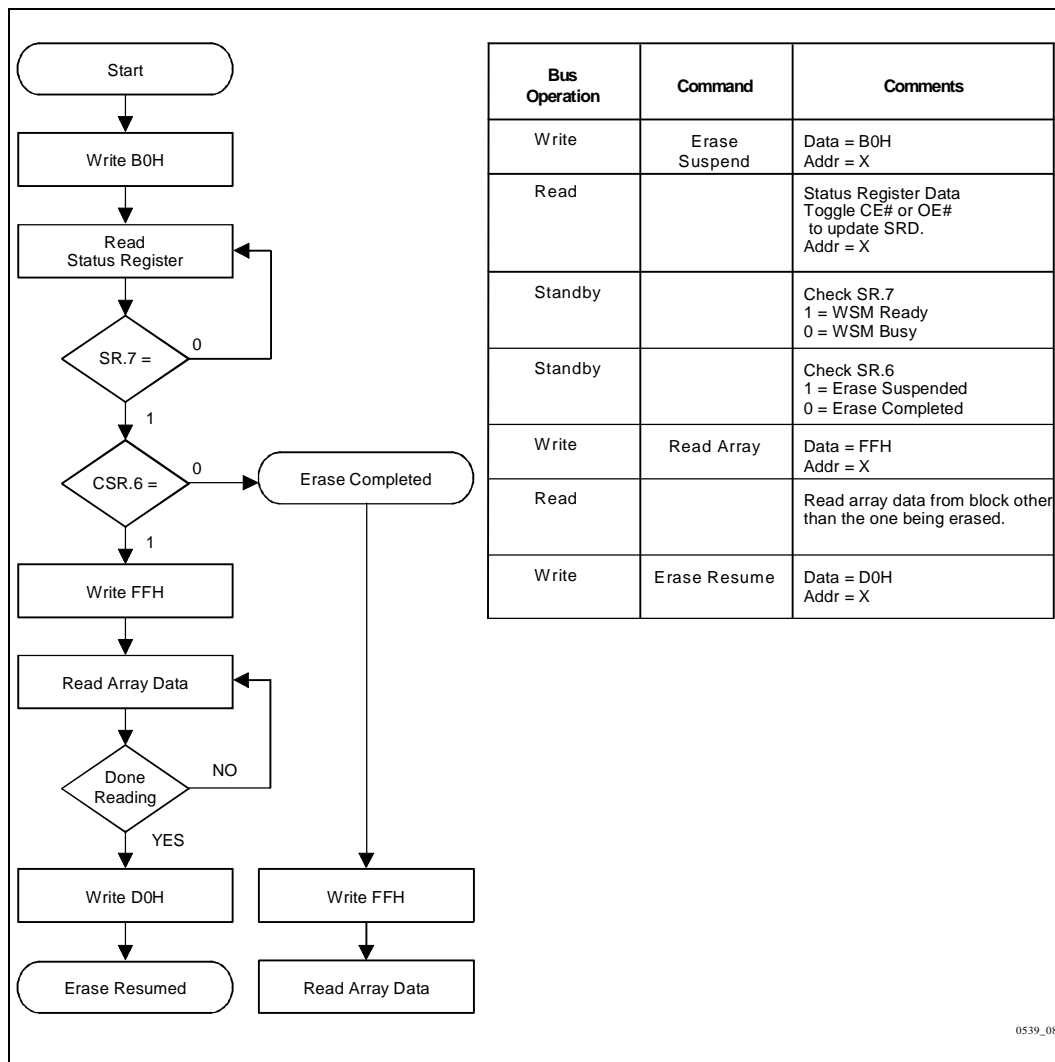 Start
Write B0H
Read
Status Register
SR.7 =
0
1
CSR.6 =
0
Erase Completed
1
Write FFH
Read Array Data
Done
Reading
NO
YES
Write D0H
Write FFH
Erase Resumed
Read Array Data
Bus
Operation
Command
Comments
Write
Erase
Suspend
Data = B0H
Addr = X
Read
Status Register Data
Toggle CE# or OE#
to update SRD.
Addr = X
Standby
Check SR.7
1 = WSM Ready
0 = WSM Busy
Standby
Check SR.6
1 = Erase Suspended
0 = Erase Completed
Write
Read Array
Data = FFH
Addr = X
Read
Read array data from block other
than the one being erased.
Write
Erase Resume
Data = D0H
Addr = X
0539_08